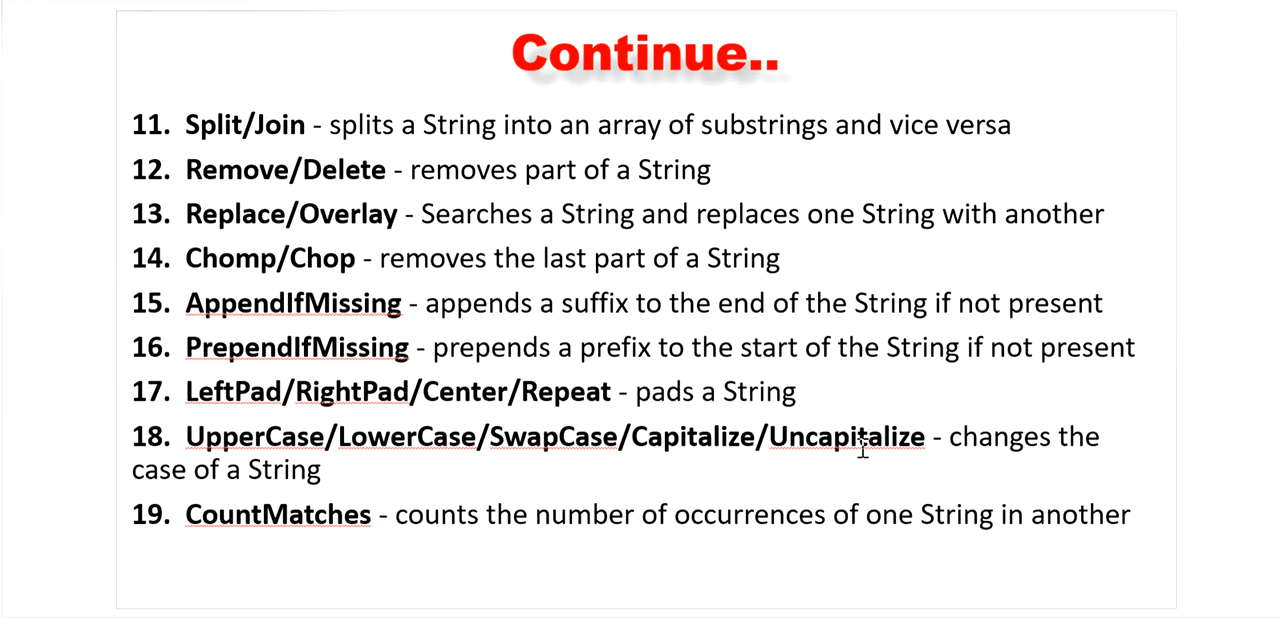 Continue..
11. Split/Join - splits a String into an array of substrings and vice versa
12. Remove/Delete - removes part of a String
13. Replace/Overlay - Searches a String and replaces one String with another
14. Chomp/Chop - removes the last part of a String
15. AppendIfMissing - appends a suffix to the end of the String if not present
16. PrependIfMissing - prepends a prefix to the start of the String if not present
17. LeftPad/RightPad/Center/Repeat - pads a String
18. UpperCase/LowerCase/SwapCase/Capitalize/Uncapitalize - changes the
case of a String
19. CountMatches - counts the number of occurrences of one String in another